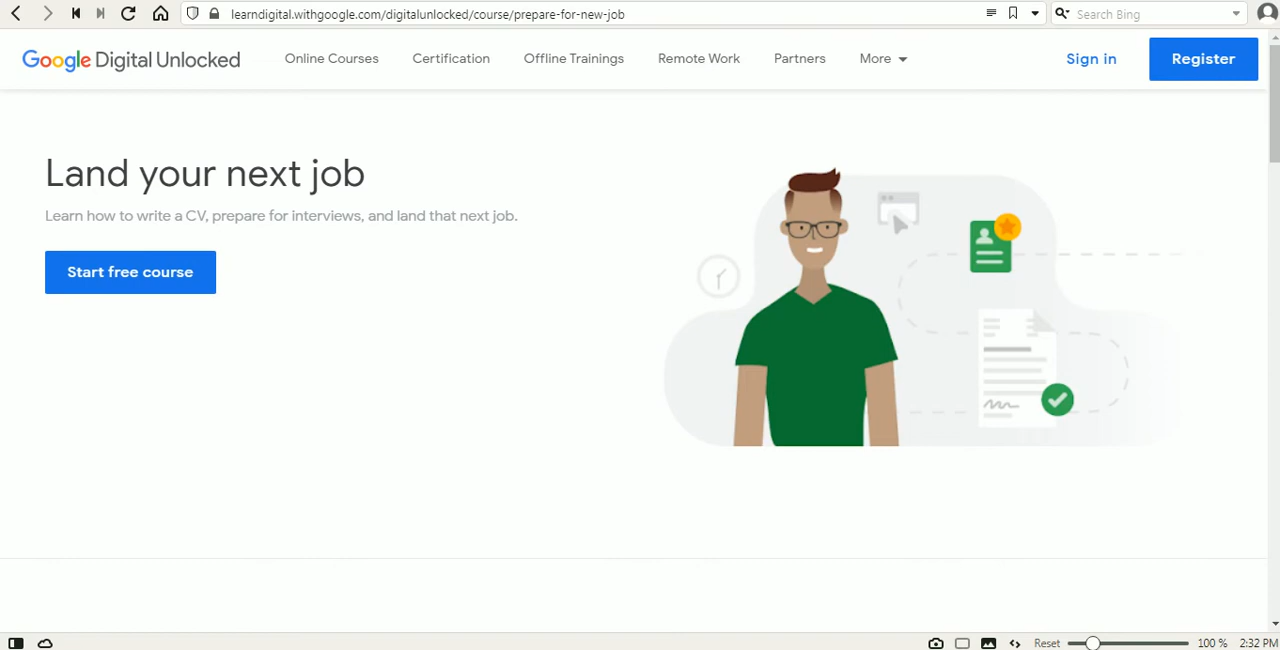 learndigital.withgoogle.com/digitalunlocked/course/prepare-for-new-job
Search Bing
Google Digital Unlocked
Online Courses
Certification
Offline Trainings
Remote Work
Partners
More
Sign in
Register
Land your next job
Learn how to write a CV, prepare for interviews, and land that next job.
Start free course
Reset
100 %
2:32 PM